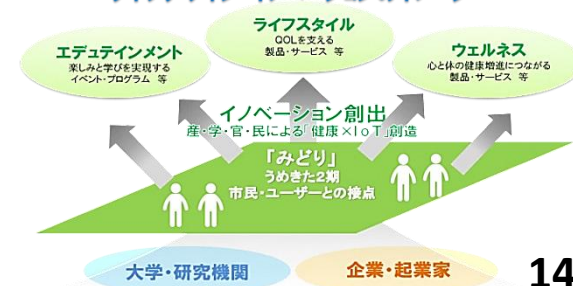 ライフスタイル
QOLを支える
製品・サービス 等
エデュテインメント
楽しみと学びを実現する
イベント・プログラム 等
ウェルネス
心と体の健康増進につながる
製品・サービス 等
イノベーション創出
産・学・官・民による「健康×IoT」創造
「みどり」
うめきた2期
市民・ユーザーとの接点
大学・研究機関
企業・起業家
14